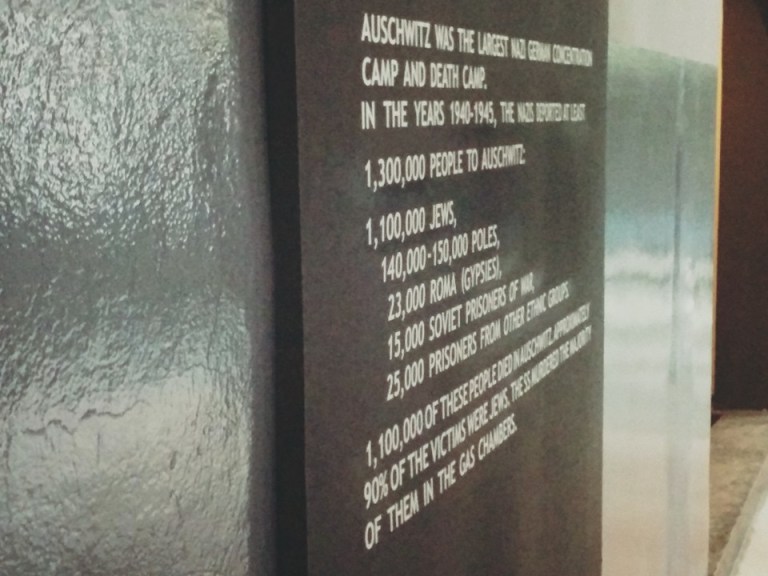 AUSCHWITZ WAS THE LARGEST NAZI GERMAN CONCENTRATION
CAMP AND DEATH CAMP.
IN THE YEARS 1940-1945, THE NAZIS DEPORTED AT LEAST
1,300,000 PEOPLE TO AUSCHWITZ:
1,100,000 JEWS,
140,000-150,000 POLES,
23,000 ROMA (GYPSIES),
15,000 SOVIET PRISONERS OF WAR,
25,000 PRISONERS FROM OTHER ETHNIC GROUPS.
1,100,000 OF THESE PEOPLE DIED IN AUSCHWITZ. APPROXIMATELY
90% OF THE VICTIMS WERE JEWS. THE SS MURDERED THE MAJORITY
OF THEM IN THE GAS CHAMBERS.